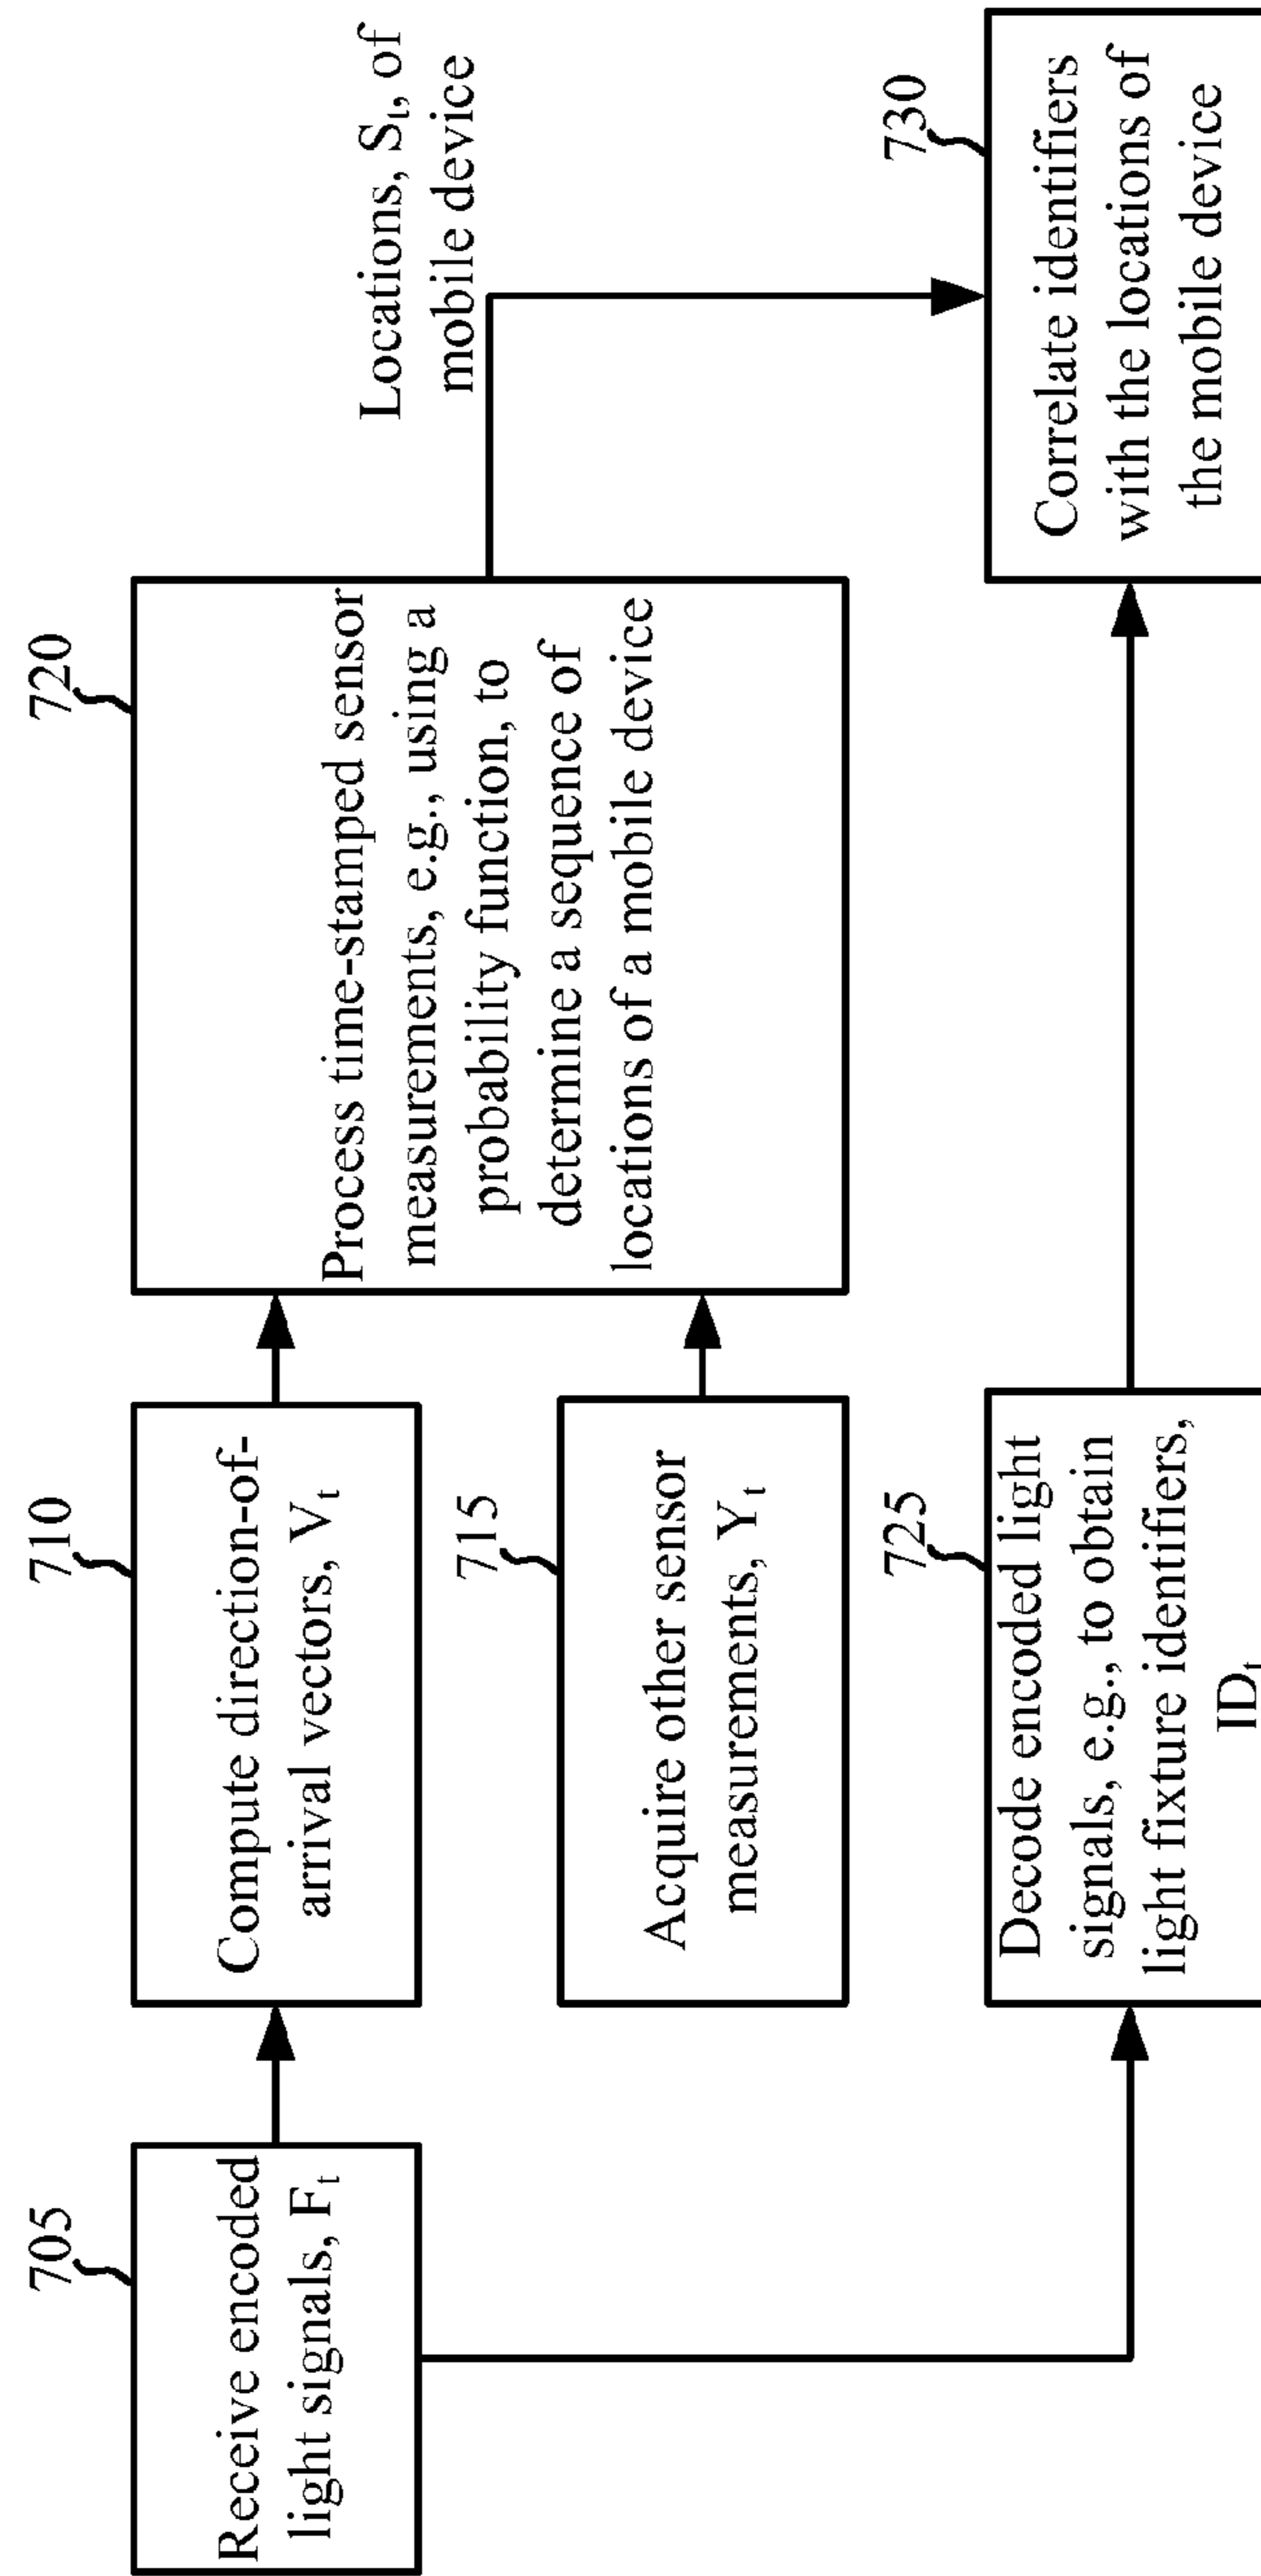 705
Receive encoded
light signals, Fₜ
710
Compute direction-of-
arrival vectors, Vₜ
715
Acquire other sensor
measurements, Yₜ
720
Process time-stamped sensor
measurements, e.g., using a
probability function, to
determine a sequence of
locations of a mobile device
Locations, Sₜ, of
mobile device
725
Decode encoded light
signals, e.g., to obtain
light fixture identifiers,
IDₜ
730
Correlate identifiers
with the locations of
the mobile device